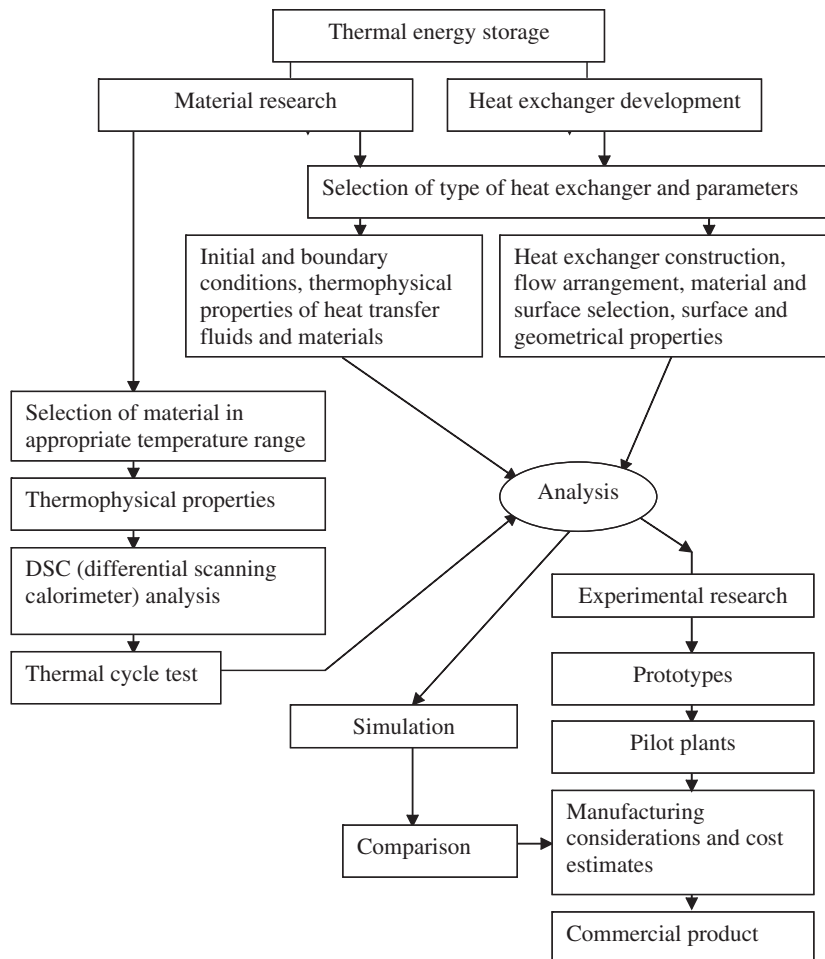 Thermal energy storage
Material research
Heat exchanger development
Selection of type of heat exchanger and parameters
Initial and boundary
conditions, thermophysical
properties of heat transfer
fluids and materials
Heat exchanger construction,
flow arrangement, material and
surface selection, surface and
geometrical properties
Selection of material in
appropriate temperature range
Thermophysical properties
DSC (differential scanning
calorimeter) analysis
Thermal cycle test
Analysis
Experimental research
Prototypes
Pilot plants
Simulation
Comparison
Manufacturing
considerations and cost
estimates
Commercial product